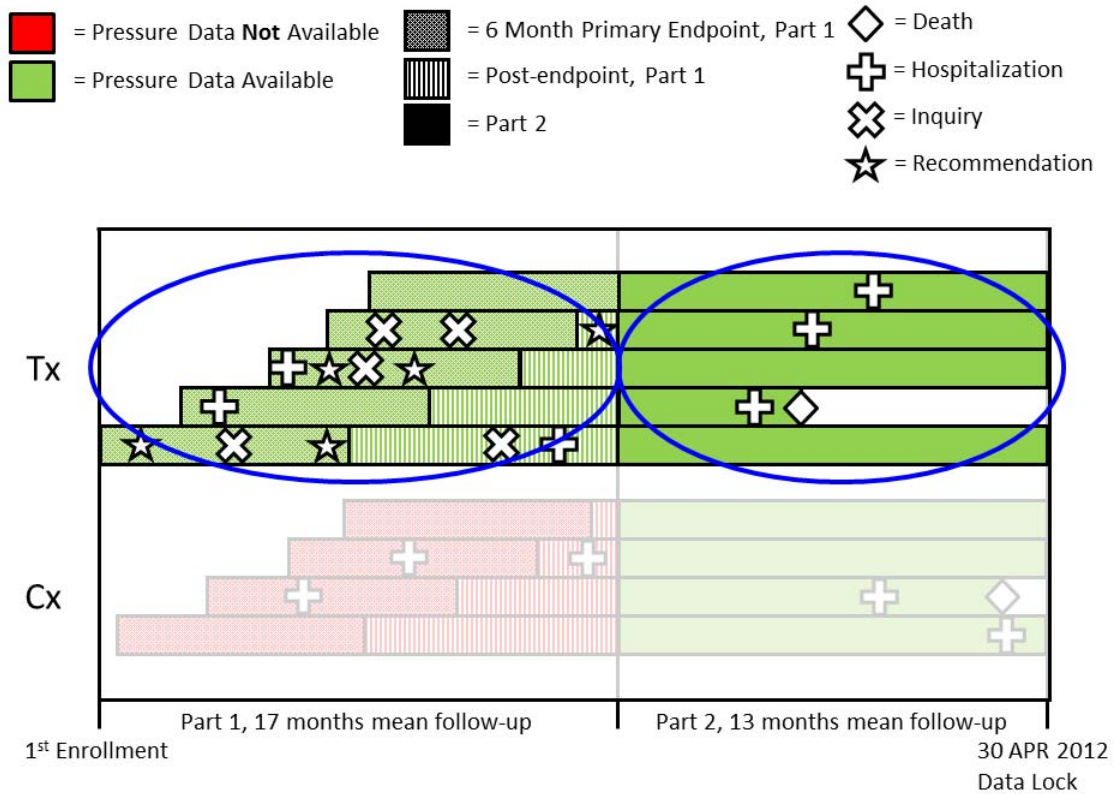 = Pressure Data Not Available
= Pressure Data Available
= 6 Month Primary Endpoint, Part 1
= Post-endpoint, Part 1
= Part 2
= Death
= Hospitalization
= Inquiry
= Recommendation
Tx
Cx
Part 1, 17 months mean follow-up
Part 2, 13 months mean follow-up
1st Enrollment
30 APR 2012
Data Lock